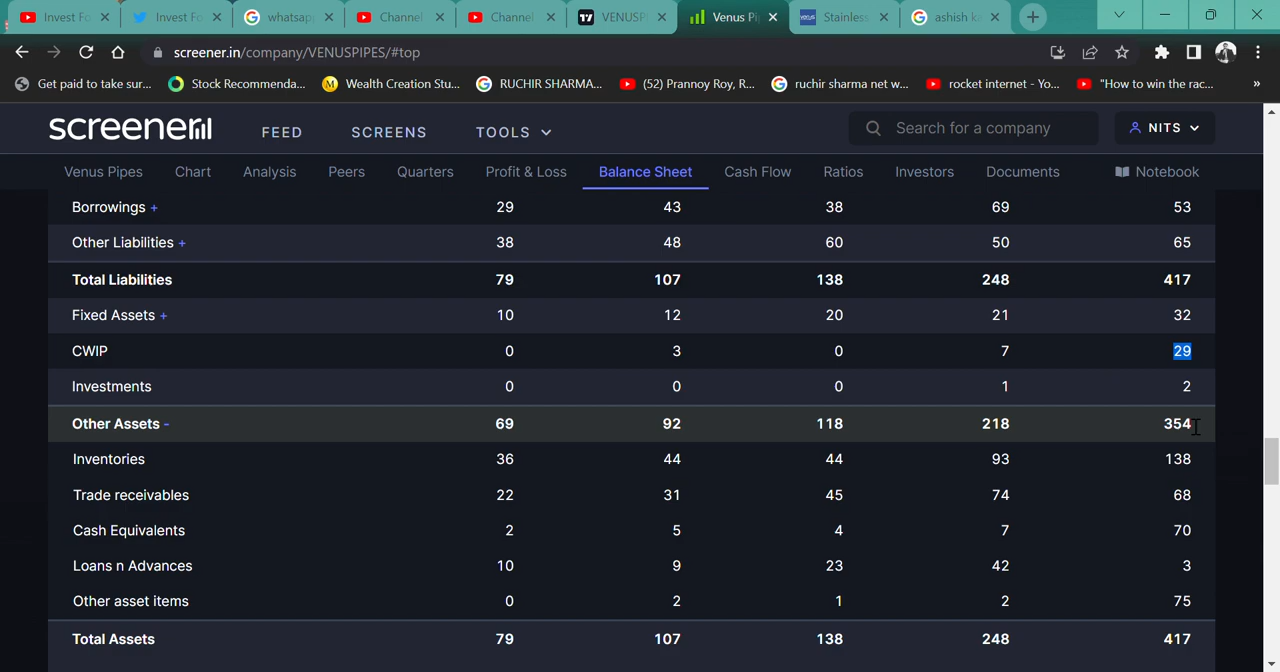 Invest Fo
Invest Fo
whatsap
Channel
Channel
VENUSPI
Venus Pi
Stainless
ashish ka
screener.in/company/VENUSPIPES/#top
Get paid to take sur...
Stock Recommenda...
Wealth Creation Stu...
RUCHIR SHARMA...
(52) Prannoy Roy, R...
ruchir sharma net w...
rocket internet - Yo...
"How to win the rac...
»
screener
FEED
SCREENS
TOOLS
Search for a company
NITS
Venus Pipes
Chart
Analysis
Peers
Quarters
Profit & Loss
Balance Sheet
Cash Flow
Ratios
Investors
Documents
Notebook
Borrowings + 29 43 38 69 53
Other Liabilities + 38 48 60 50 65
Total Liabilities 79 107 138 248 417
Fixed Assets + 10 12 20 21 32
CWIP 0 3 0 7 29
Investments 0 0 0 1 2
Other Assets - 69 92 118 218 354
Inventories 36 44 44 93 138
Trade receivables 22 31 45 74 68
Cash Equivalents 2 5 4 7 70
Loans n Advances 10 9 23 42 3
Other asset items 0 2 1 2 75
Total Assets 79 107 138 248 417